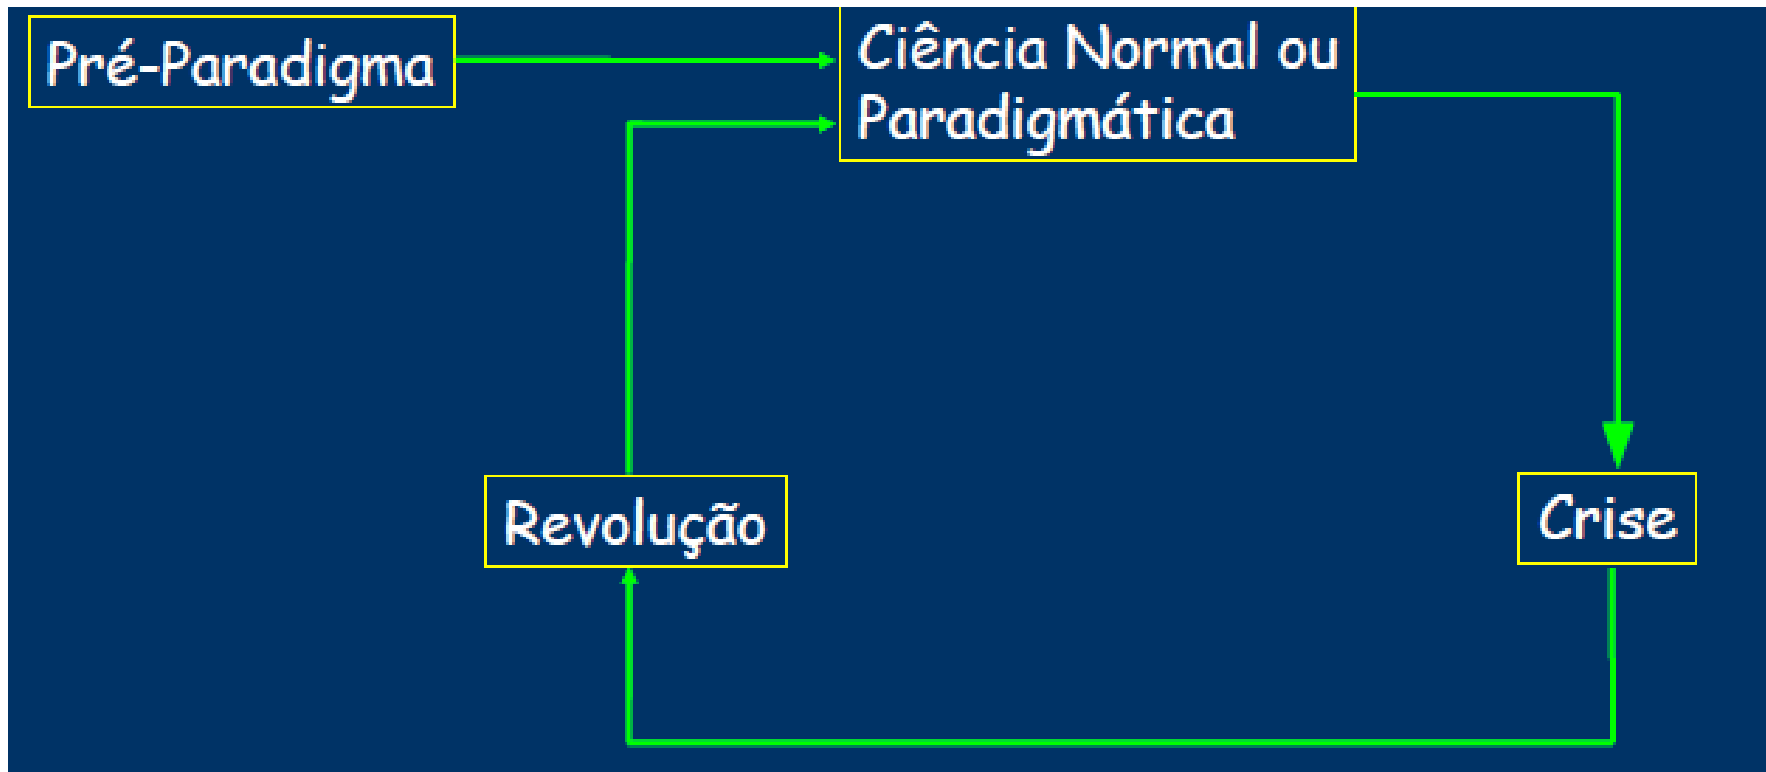 Pré-Paradigma
Ciência Normal ou
Paradigmática
Revolução
Crise